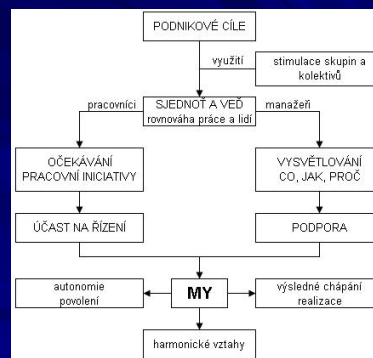 PODNIKOVÉ CÍLE
využití
stimulace skupin a
kolektivů
pracovníci
SJEDNOŤ A VEĎ
rovnováha práce a lidí
manažeři
OČEKÁVÁNÍ
PRACOVNÍ INICIATIVY
VYSVĚTLOVÁNÍ
CO, JAK, PROČ
ÚČAST NA ŘÍZENÍ
PODPORA
autonomie
povolení
MY
výsledné chápání
realizace
harmonické vztahy